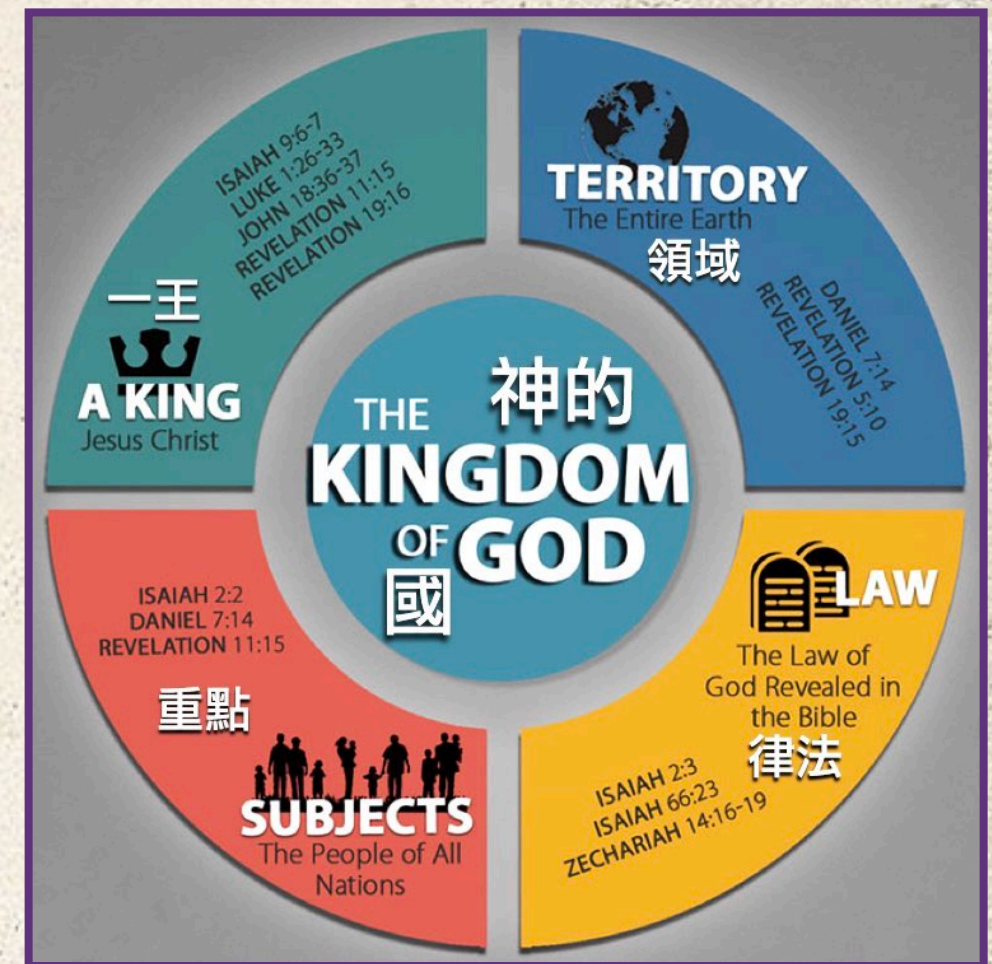 ISAIAH 9:6-7
LUKE 1:26-33
JOHN 18:36-37
REVELATION 11:15
REVELATION 19:16
一王
A KING
Jesus Christ
TERRITORY
The Entire Earth
領域
DANIEL 7:14
REVELATION 5:10
REVELATION 19:15
THE 神的
KINGDOM
OF GOD
國
ISAIAH 2:2
DANIEL 7:14
REVELATION 11:15
重點
SUBJECTS
The People of All
Nations
LAW
The Law of
God Revealed in
the Bible
律法
ISAIAH 2:3
ISAIAH 66:23
ZECHARIAH 14:16-19